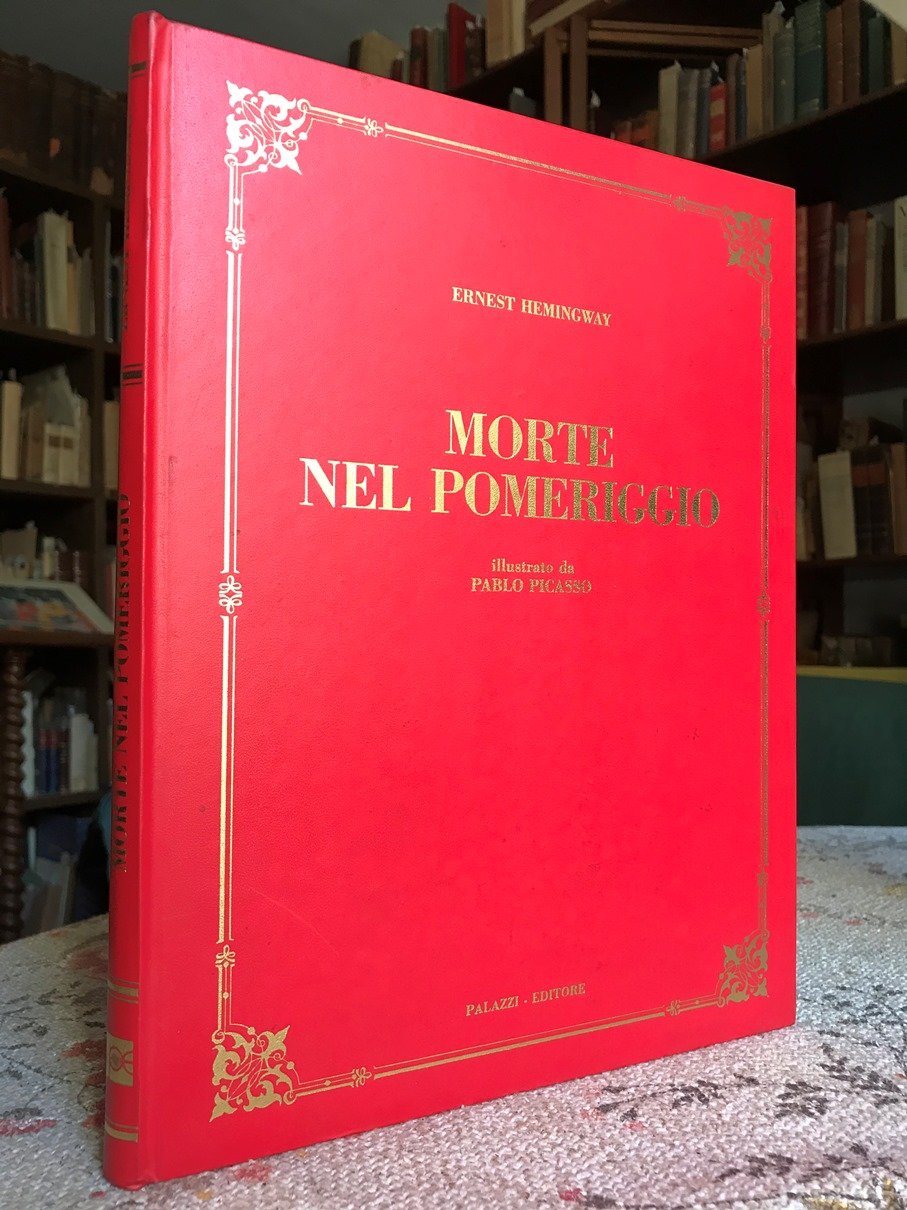 ERNEST HEMINGWAY
MORTE
NEL POMERIGGIO
illustrato da
PABLO PICASSO
PALAZZI - EDITORE
MORTE NEL POMERIGGIO